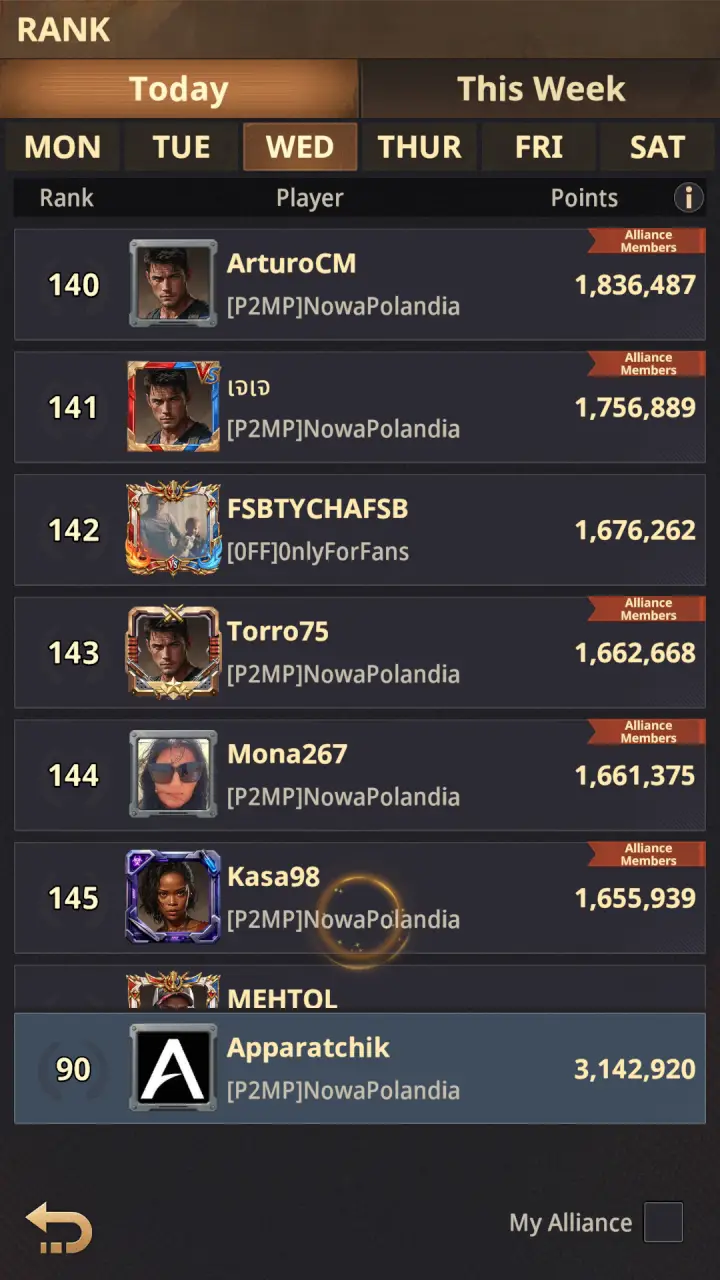 RANK
Today
This Week
MON
TUE
WED
THUR
FRI
SAT
Rank
Player
Points
Alliance
Members
140
ArturoCM
[P2MP]NowaPolandia
1,836,487
Alliance
Members
141
เจเจ
[P2MP]NowaPolandia
1,756,889
142
FSBTYCHAFSB
[0FF]0nlyForFans
1,676,262
Alliance
Members
143
Torro75
[P2MP]NowaPolandia
1,662,668
Alliance
Members
144
Mona267
[P2MP]NowaPolandia
1,661,375
Alliance
Members
145
Kasa98
[P2MP]NowaPolandia
1,655,939
MEHTOL
90
Apparatchik
[P2MP]NowaPolandia
3,142,920
My Alliance